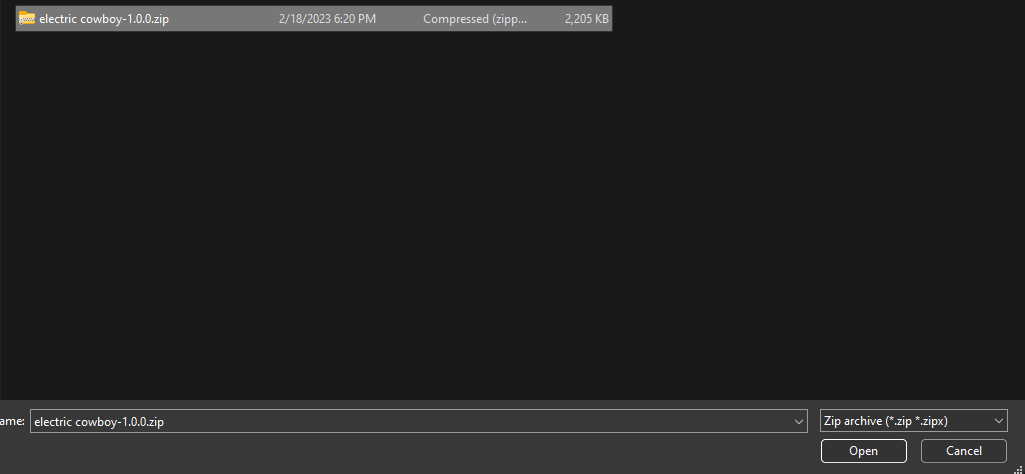 electric cowboy-1.0.0.zip 2/18/2023 6:20 PM Compressed (zipp... 2,205 KB
ame: electric cowboy-1.0.0.zip Zip archive (*.zip *.zipx)
Open Cancel